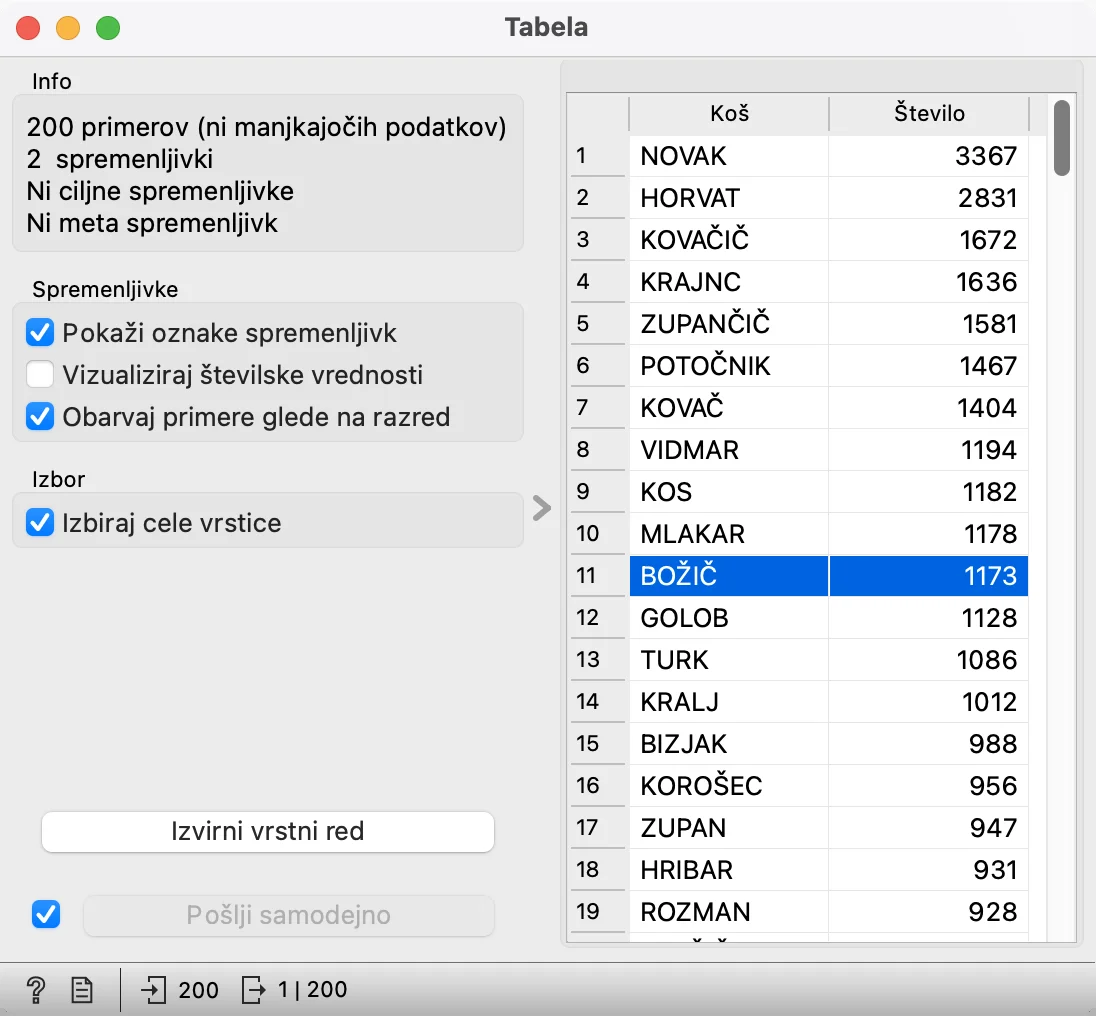 Tabela
Info
200 primerov (ni manjkajočih podatkov)
2 spremenljivki
Ni ciljne spremenljivke
Ni meta spremenljivk
Spremenljivke
Pokaži oznake spremenljivk
Vizualiziraj številske vrednosti
Obarvaj primere glede na razred
Izbor
Izbiraj cele vrstice
Izvirni vrstni red
Pošlji samodejno
Koš Število
1 NOVAK 3367
2 HORVAT 2831
3 KOVAČIČ 1672
4 KRAJNC 1636
5 ZUPANČIČ 1581
6 POTOČNIK 1467
7 KOVAČ 1404
8 VIDMAR 1194
9 KOS 1182
10 MLAKAR 1178
11 BOŽIČ 1173
12 GOLOB 1128
13 TURK 1086
14 KRALJ 1012
15 BIZJAK 988
16 KOROŠEC 956
17 ZUPAN 947
18 HRIBAR 931
19 ROZMAN 928
? 200 1 | 200